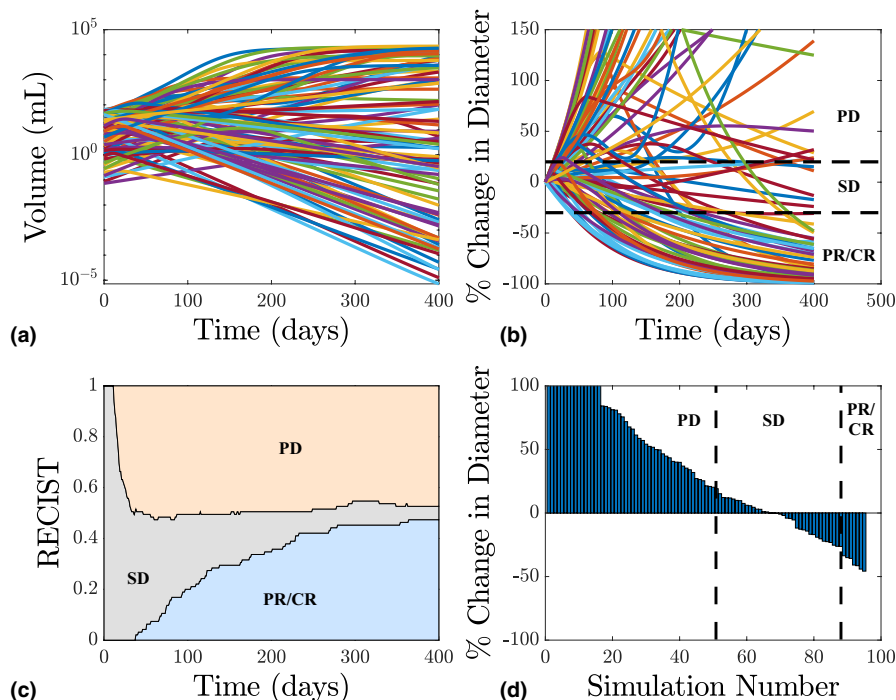 10^5
10^0
10^-5
Volume (mL)
0 100 200 300 400
Time (days)
(a)
150
100
50
0
-50
-100
% Change in Diameter
PD
SD
PR/CR
0 100 200 300 400 500
Time (days)
(b)
1
0.8
0.6
0.4
0.2
0
RECIST
PD
SD
PR/CR
0 100 200 300 400
Time (days)
(c)
100
50
0
-50
-100
% Change in Diameter
PD SD PR/
CR
0 20 40 60 80 100
Simulation Number
(d)